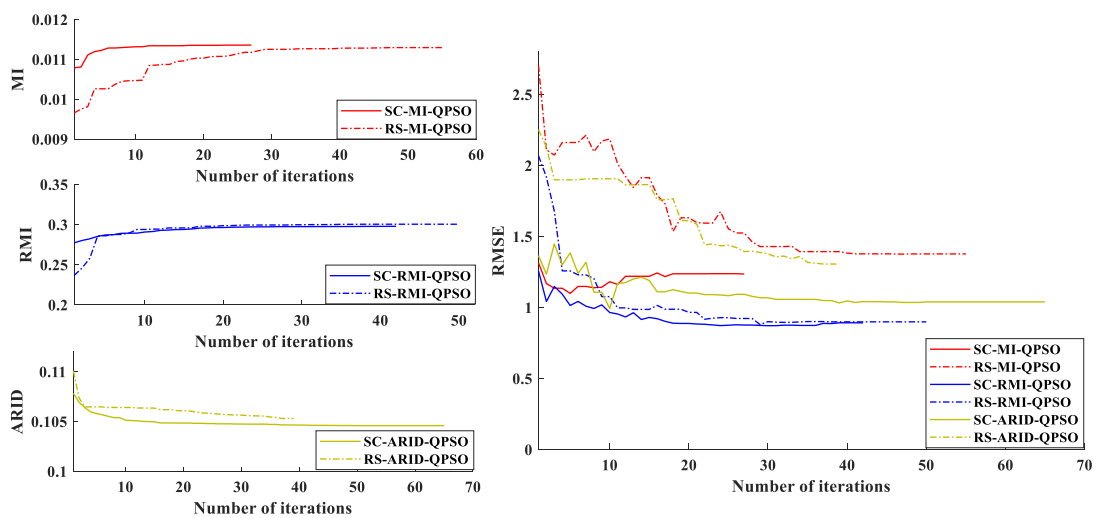 0.012
0.011
0.01
0.009
MI
10 20 30 40 50 60
Number of iterations
SC-MI-QPSO
RS-MI-QPSO
0.35
0.3
0.25
0.2
RMI
10 20 30 40 50
Number of iterations
SC-RMI-QPSO
RS-RMI-QPSO
0.11
0.105
0.1
ARID
10 20 30 40 50 60 70
Number of iterations
SC-ARID-QPSO
RS-ARID-QPSO
2.5
2
1.5
1
0.5
0
RMSE
10 20 30 40 50 60 70
Number of iterations
SC-MI-QPSO
RS-MI-QPSO
SC-RMI-QPSO
RS-RMI-QPSO
SC-ARID-QPSO
RS-ARID-QPSO